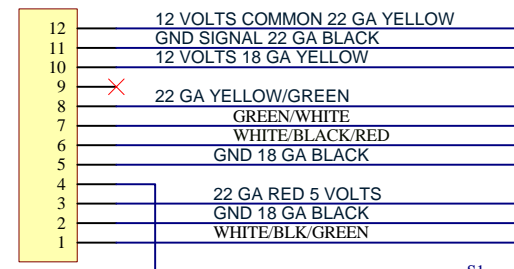 12 VOLTS COMMON 22 GA YELLOW
12
GND SIGNAL 22 GA BLACK
11
12 VOLTS 18 GA YELLOW
10
9
22 GA YELLOW/GREEN
8
GREEN/WHITE
7
WHITE/BLACK/RED
6
GND 18 GA BLACK
5
4
22 GA RED 5 VOLTS
3
GND 18 GA BLACK
2
WHITE/BLK/GREEN
1